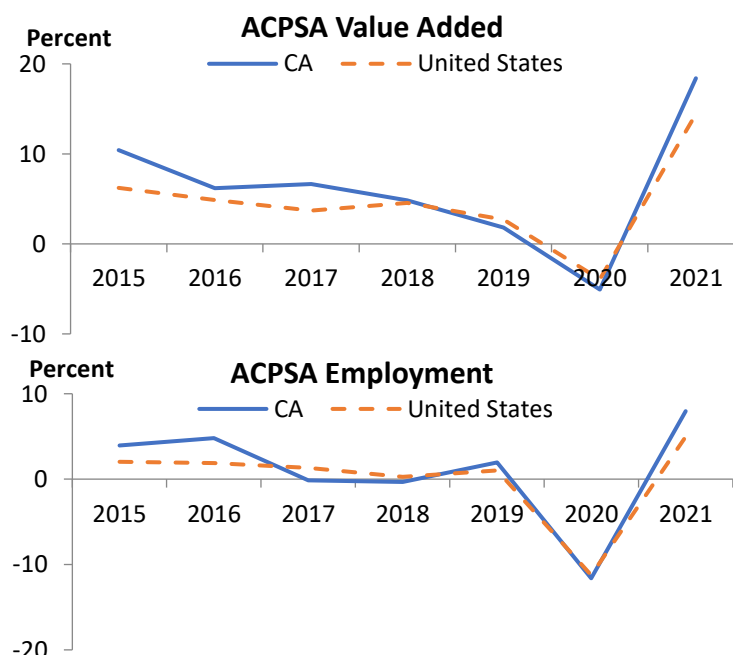 ACPSA Value Added
Percent
CA United States
20
10
0
2015 2016 2017 2018 2019 2020 2021
-10
Percent
ACPSA Employment
10
CA United States
0
2015 2016 2017 2018 2019 2020 2021
-10
-20